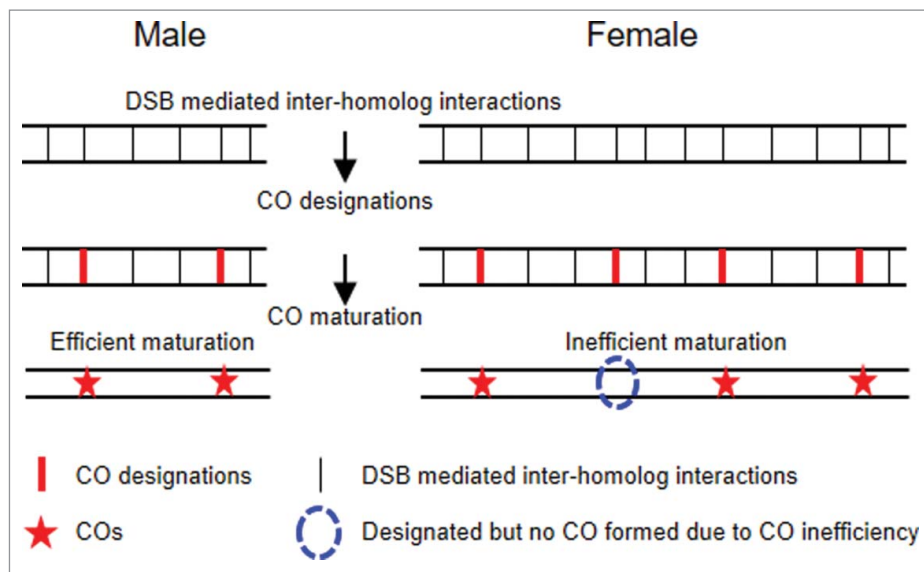 Male
Female
DSB mediated inter-homolog interactions
CO designations
CO maturation
Efficient maturation
Inefficient maturation
CO designations
DSB mediated inter-homolog interactions
COs
Designated but no CO formed due to CO inefficiency